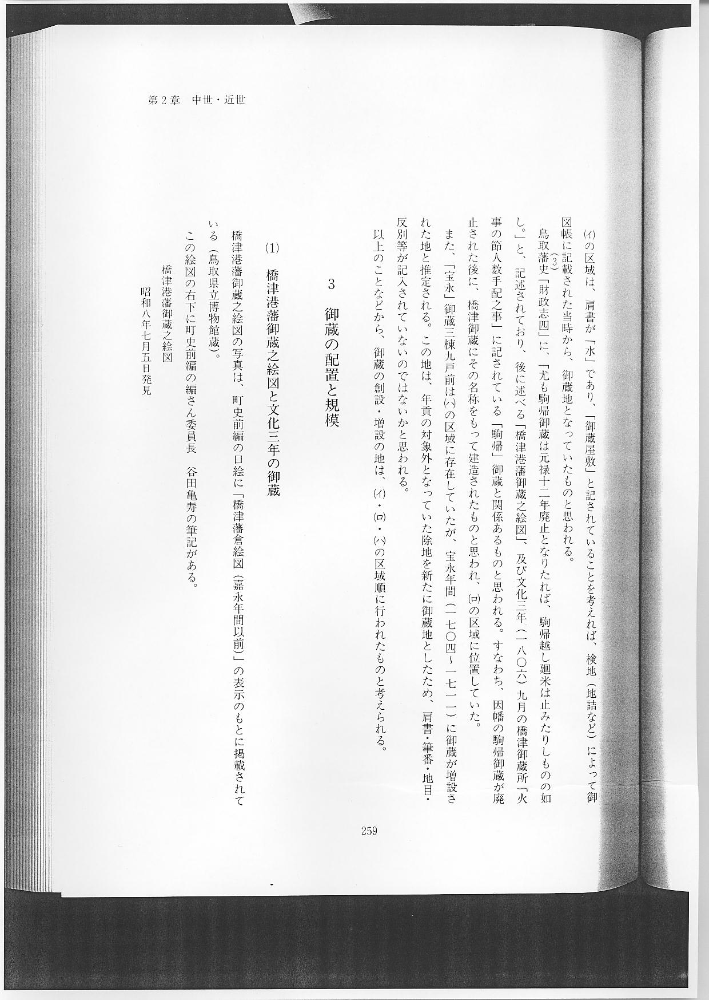 第2章　中世・近世
㈠の区域は、肩書が「水」であり、「御蔵屋敷」と記されていることを考えれば、検地（地詰など）によって御
図帳に記載された当時から、御蔵地となっていたものと思われる。
鳥取藩史(3)「財政志四」に、「尤も駒帰御蔵は元禄十二年廃止となりたれば、駒帰越し廻米は止みたりしものの如
し。」と、記述されており、後に述べる「橋津港藩御蔵之絵図」、及び文化三年（一八〇六）九月の橋津御蔵所「火
事の節人数手配之事」に記されている「駒帰」御蔵と関係あるものと思われる。すなわち、因幡の駒帰御蔵が廃
止された後に、橋津御蔵にその名称をもって建造されたものと思われ、(ロ)の区域に位置していた。
また、「宝永」御蔵三棟九戸前は(ハ)の区域に存在していたが、宝永年間（一七〇四～一七一一）に御蔵が増設さ
れた地と推定される。この地は、年貢の対象外となっていた除地を新たに御蔵地としたため、肩書・筆番・地目・
反別等が記入されていないのではないかと思われる。
以上のことなどから、御蔵の創設・増設の地は、(イ)・(ロ)・(ハ)の区域順に行われたものと考えられる。
3　御蔵の配置と規模
(1)　橋津港藩御蔵之絵図と文化三年の御蔵
橋津港藩御蔵之絵図の写真は、町史前編の口絵に「橋津藩倉絵図（嘉永年間以前）」の表示のもとに掲載されて
いる（鳥取県立博物館蔵）。
この絵図の右下に町史前編の編さん委員長　谷田亀寿の筆記がある。
橋津港藩御蔵之絵図
昭和八年七月五日発見
259